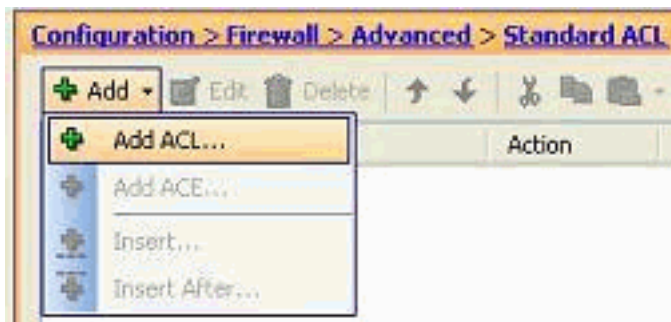 Configuration > Firewall > Advanced > Standard ACL
Add Edit Delete
Add ACL... Action
Add ACE...
Insert...
Insert After...